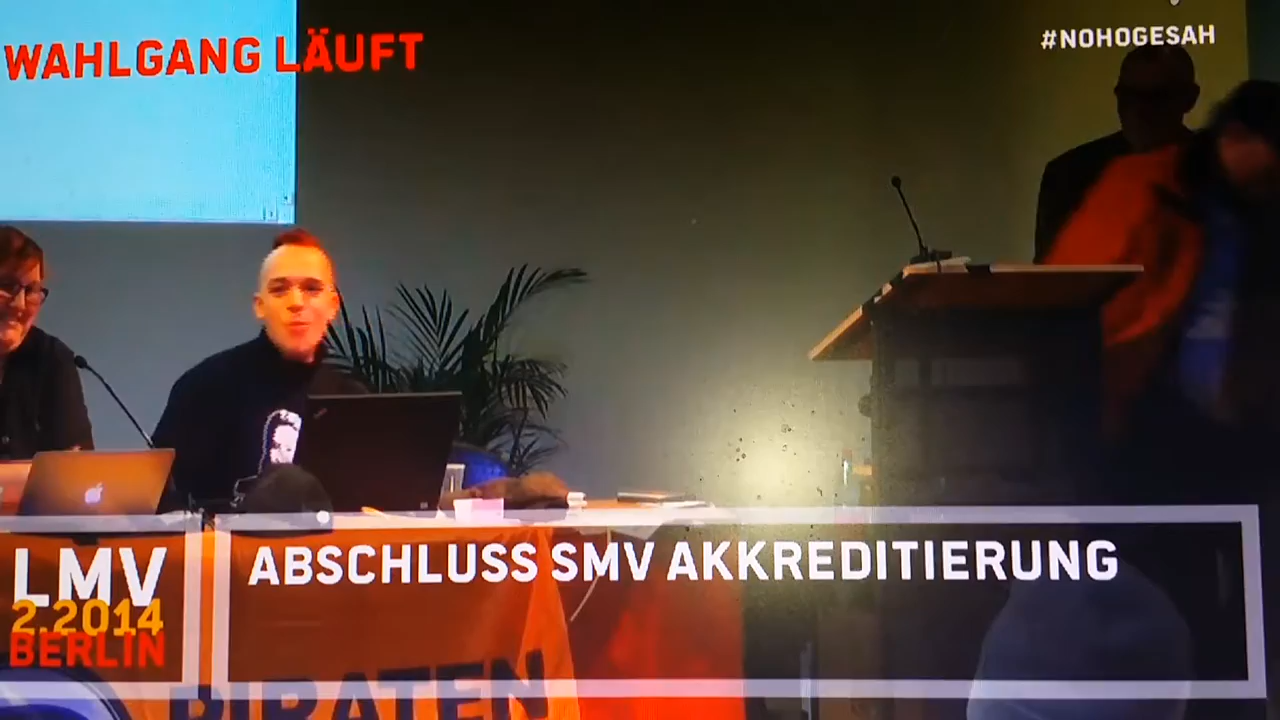 WAHLGANG LÄUFT
#NOHOGESAH
LMV
2.2014
BERLIN
ABSCHLUSS SMV AKKREDITIERUNG
PIRATEN